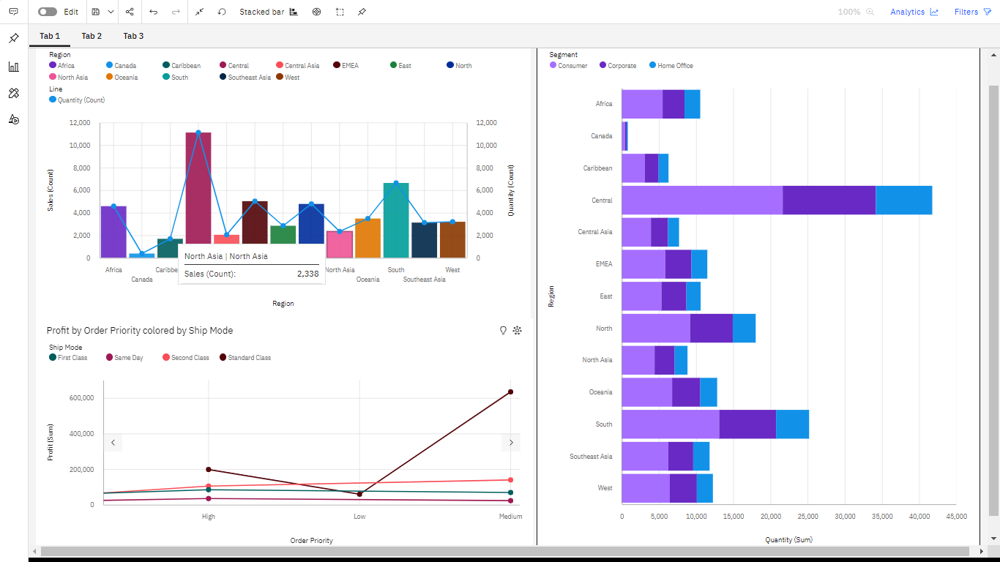 Edit
Stacked bar
100%
Analytics
Filters
Tab 1 Tab 2 Tab 3
Region
Africa Canada Caribbean Central Central Asia EMEA East North
North Asia Oceania South Southeast Asia West
Line
Quantity (Count)
12,000
10,000
8,000
6,000
4,000
2,000
0
Sales (Count)
12,000
10,000
8,000
6,000
4,000
2,000
0
Quantity (Count)
Africa Caribbe North Asia South West
Canada Oceania Southeast Asia
North Asia | North Asia
Sales (Count): 2,338
Region
Profit by Order Priority colored by Ship Mode
Ship Mode
First Class Same Day Second Class Standard Class
600,000
400,000
200,000
0
Profit (Sum)
High Low Medium
Order Priority
Segment
Consumer Corporate Home Office
Africa
Canada
Caribbean
Central
Central Asia
EMEA
East
North
North Asia
Oceania
South
Southeast Asia
West
Region
0 5,000 10,000 15,000 20,000 25,000 30,000 35,000 40,000 45,000
Quantity (Sum)